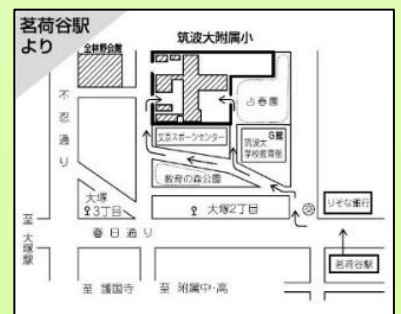 茗荷谷駅
より
全林野会館
筑波大附属小
占春園
不忍通り
文京スポーツセンター
G館
筑波大
学校教育部
教育の森公園
大塚
3丁目
大塚2丁目
りそな銀行
至 大塚駅
春日通り
茗荷谷駅
至 護国寺
至 附属中・高